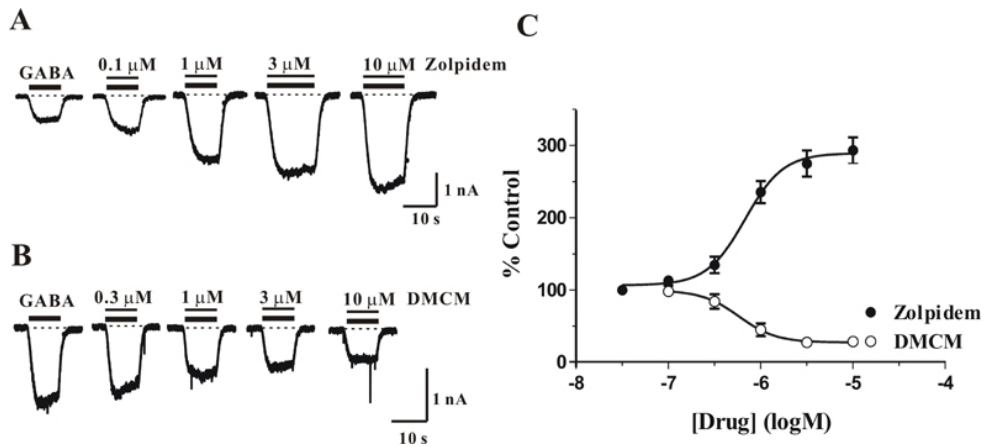 A
GABA
0.1 μM
1 μM
3 μM
10 μM Zolpidem
1 nA
10 s
B
GABA
0.3 μM
1 μM
3 μM
10 μM DMCM
1 nA
10 s
C
% Control
300
200
100
0
-8 -7 -6 -5 -4
[Drug] (logM)
Zolpidem
DMCM